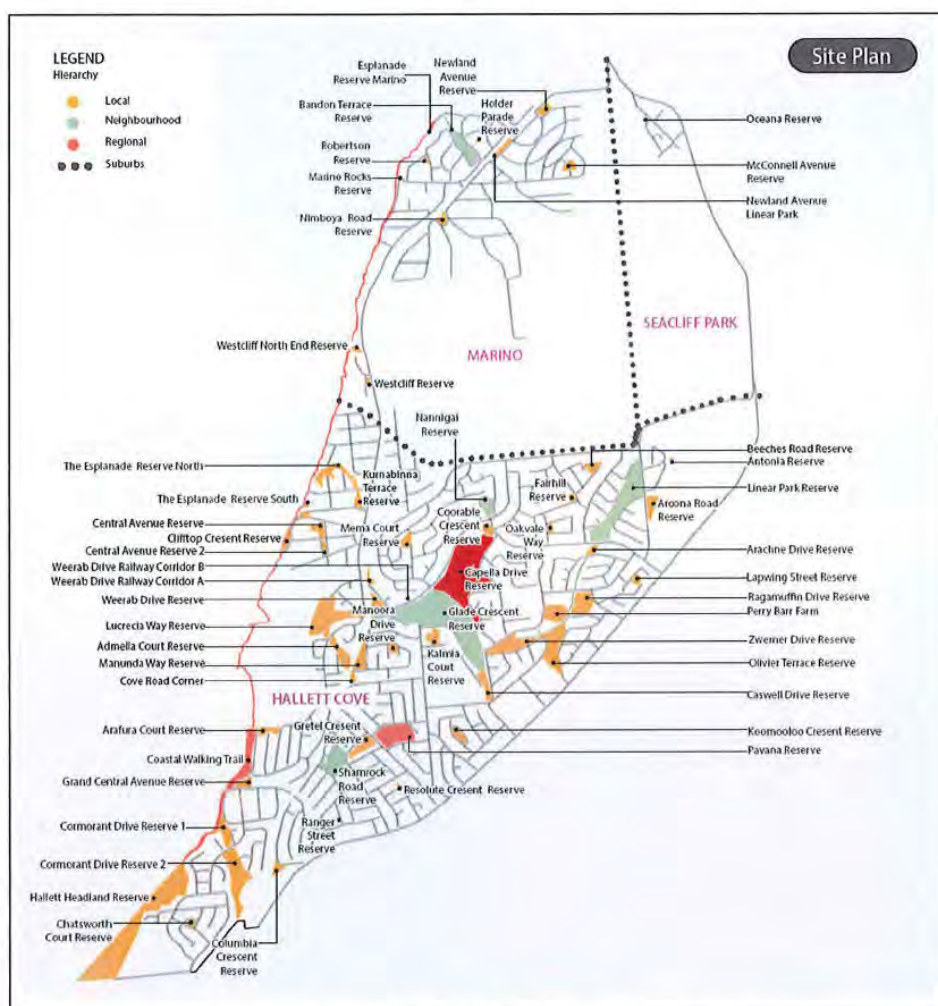 LEGEND
Hierarchy
Local
Neighbourhood
Regional
Suburbs
Site Plan
Esplanade
Reserve Marino
Newland
Avenue
Reserve
Bandon Terrace
Reserve
Holder
Parade
Reserve
Oceana Reserve
Robertson
Reserve
Marino Rocks
Reserve
McConnell Avenue
Reserve
Newland Avenue
Linear Park
Nimboya Road
Reserve
SEACLIFF PARK
MARINO
Westcliff North End Reserve
Westcliff Reserve
Nannigai
Reserve
The Esplanade Reserve North
Kurnabinna
Terrace
Reserve
Beeches Road Reserve
Antonia Reserve
Fairhill
Reserve
Linear Park Reserve
The Esplanade Reserve South
Coorable
Crescent
Reserve
Aroona Road
Reserve
Central Avenue Reserve
Mema Court
Reserve
Oakvale
Way
Reserve
Clifftop Cresent Reserve
Central Avenue Reserve 2
Arachne Drive Reserve
Weerab Drive Railway Corridor B
Capella Drive
Reserve
Weerab Drive Railway Corridor A
Lapwing Street Reserve
Weerab Drive Reserve
Manoora
Drive
Reserve
Glade Crescent
Reserve
Ragamuffin Drive Reserve
Perry Barr Farm
Lucrecia Way Reserve
Admella Court Reserve
Kalmia
Court
Reserve
Zwerner Drive Reserve
Manunda Way Reserve
Olivier Terrace Reserve
Cove Road Corner
HALLETT COVE
Caswell Drive Reserve
Arafura Court Reserve
Gretel Cresent
Reserve
Koomooloo Cresent Reserve
Pavana Reserve
Coastal Walking Trail
Grand Central Avenue Reserve
Shamrock
Road
Reserve
Resolute Cresent Reserve
Cormorant Drive Reserve 1
Ranger
Street
Reserve
Cormorant Drive Reserve 2
Hallett Headland Reserve
Chatsworth
Court Reserve
Columbia
Crescent
Reserve